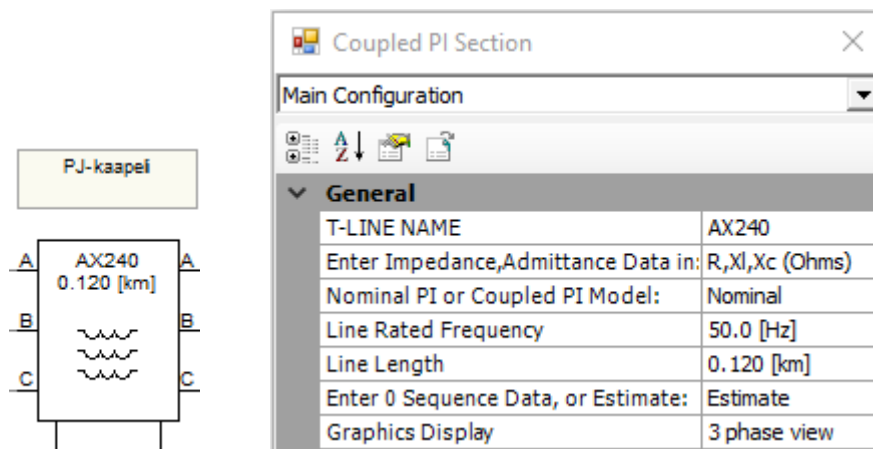 PJ-kaapeli
A AX240 A
0.120 [km]
B B
C C
Coupled PI Section
Main Configuration
General
T-LINE NAME AX240
Enter Impedance,Admittance Data in: R,Xl,Xc (Ohms)
Nominal PI or Coupled PI Model: Nominal
Line Rated Frequency 50.0 [Hz]
Line Length 0.120 [km]
Enter 0 Sequence Data, or Estimate: Estimate
Graphics Display 3 phase view